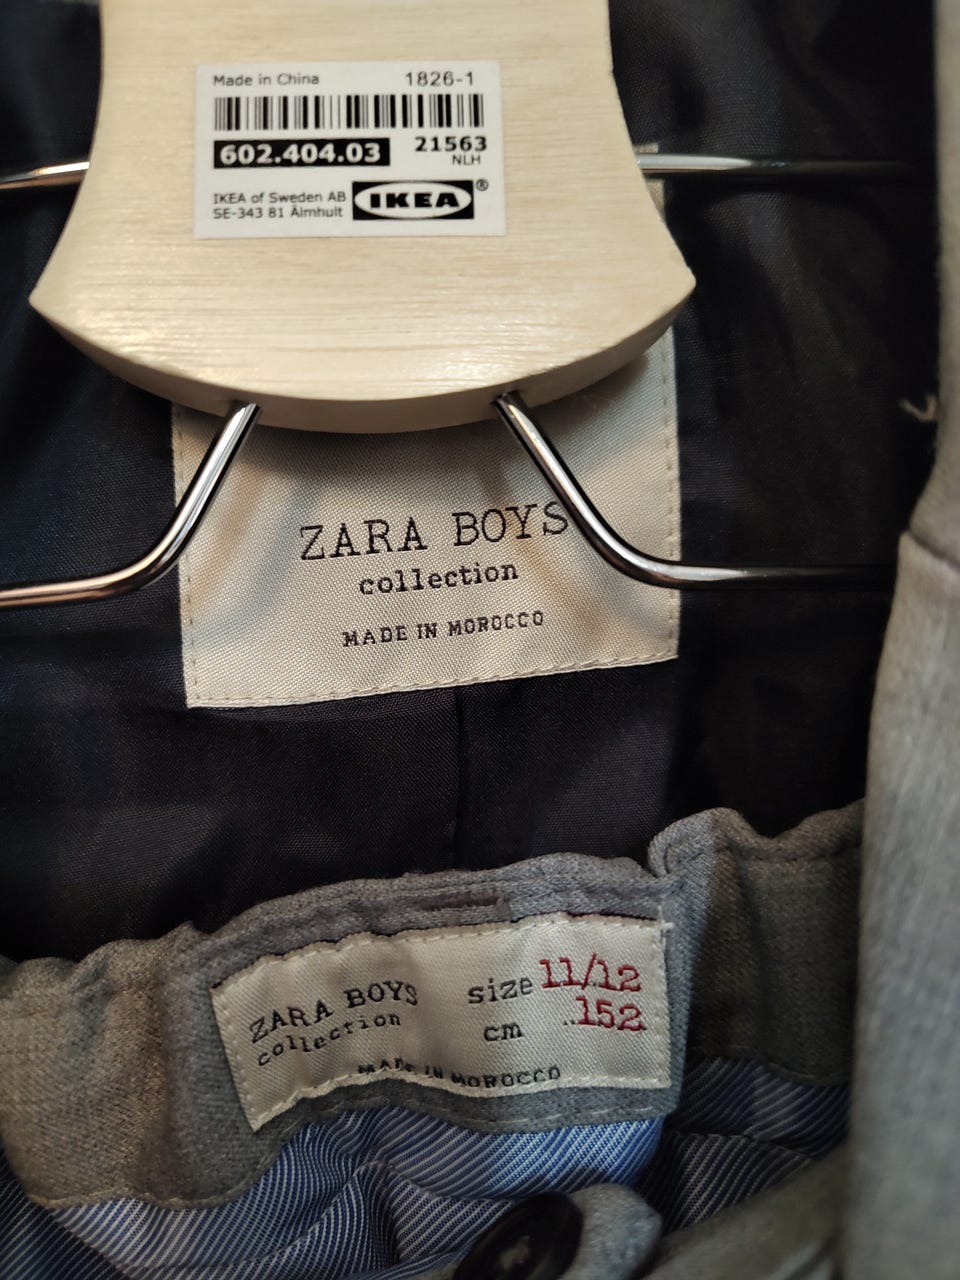 Made in China 1826-1
602.404.03 21563
NLH
IKEA of Sweden AB
SE-343 81 Älmhult
IKEA®
ZARA BOYS
collection
MADE IN MOROCCO
ZARA BOYS
collection
size 11/12
cm 152
MADE IN MOROCCO